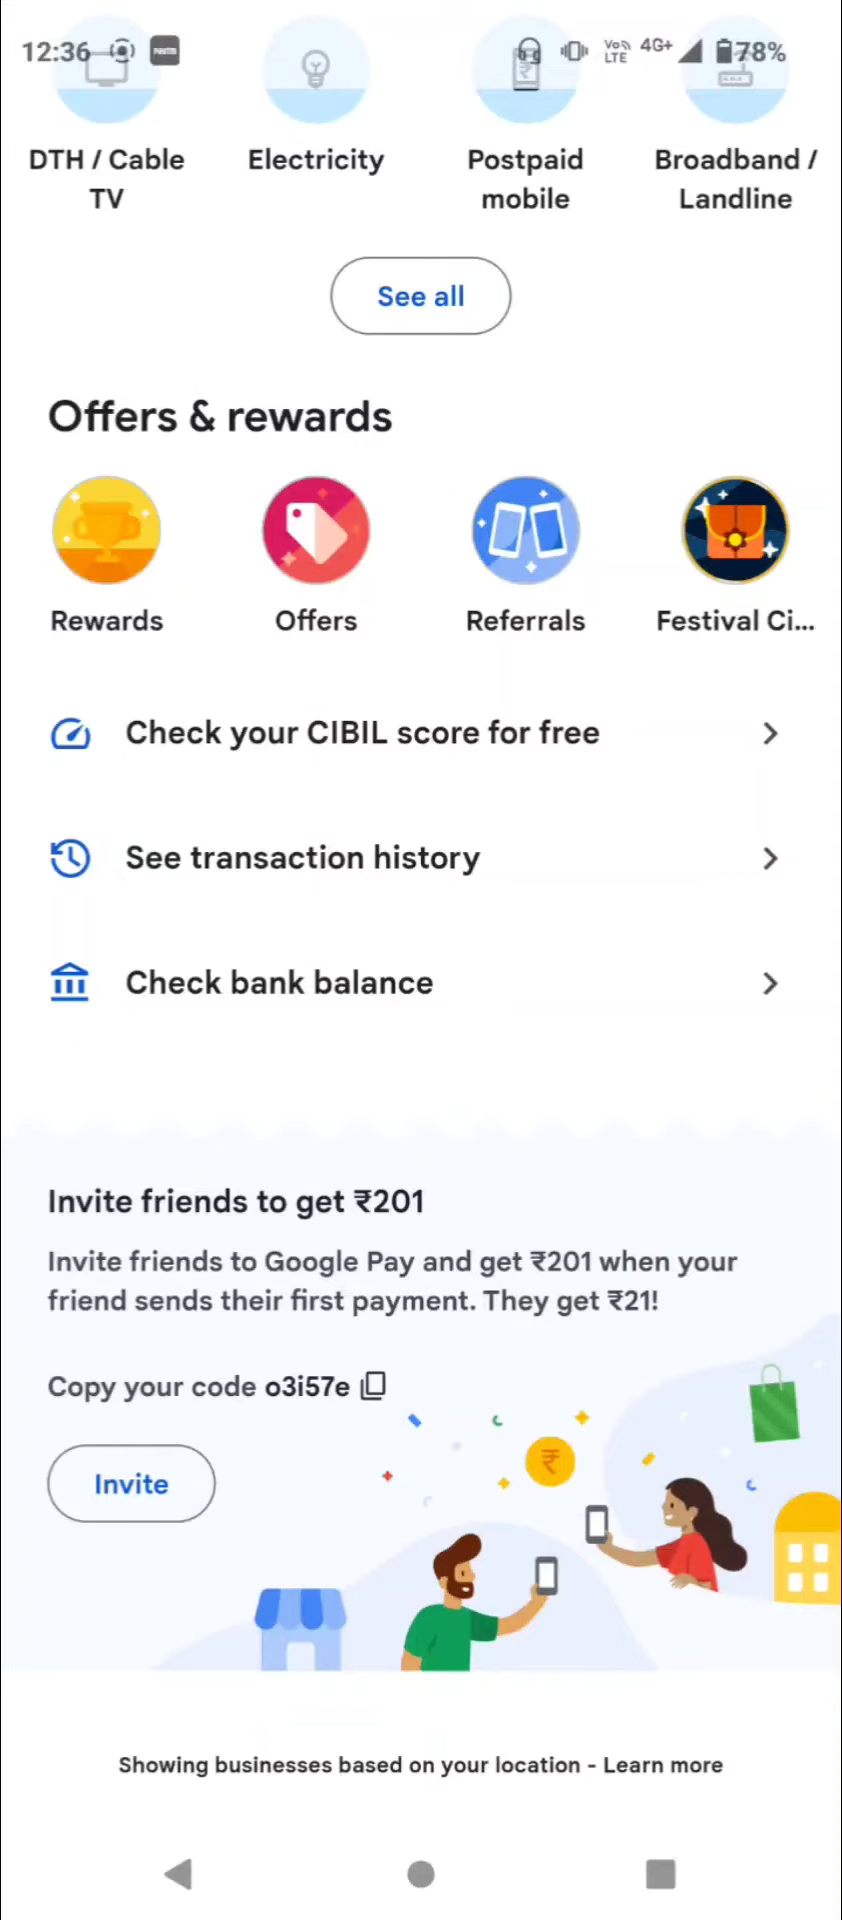 12:36 Paytm Vo LTE 4G+ 78%
DTH / Cable TV
Electricity
Postpaid mobile
Broadband / Landline
See all
Offers & rewards
Rewards
Offers
Referrals
Festival Ci...
Check your CIBIL score for free
See transaction history
Check bank balance
Invite friends to get ₹201
Invite friends to Google Pay and get ₹201 when your
friend sends their first payment. They get ₹21!
Copy your code o3i57e
Invite
Showing businesses based on your location - Learn more